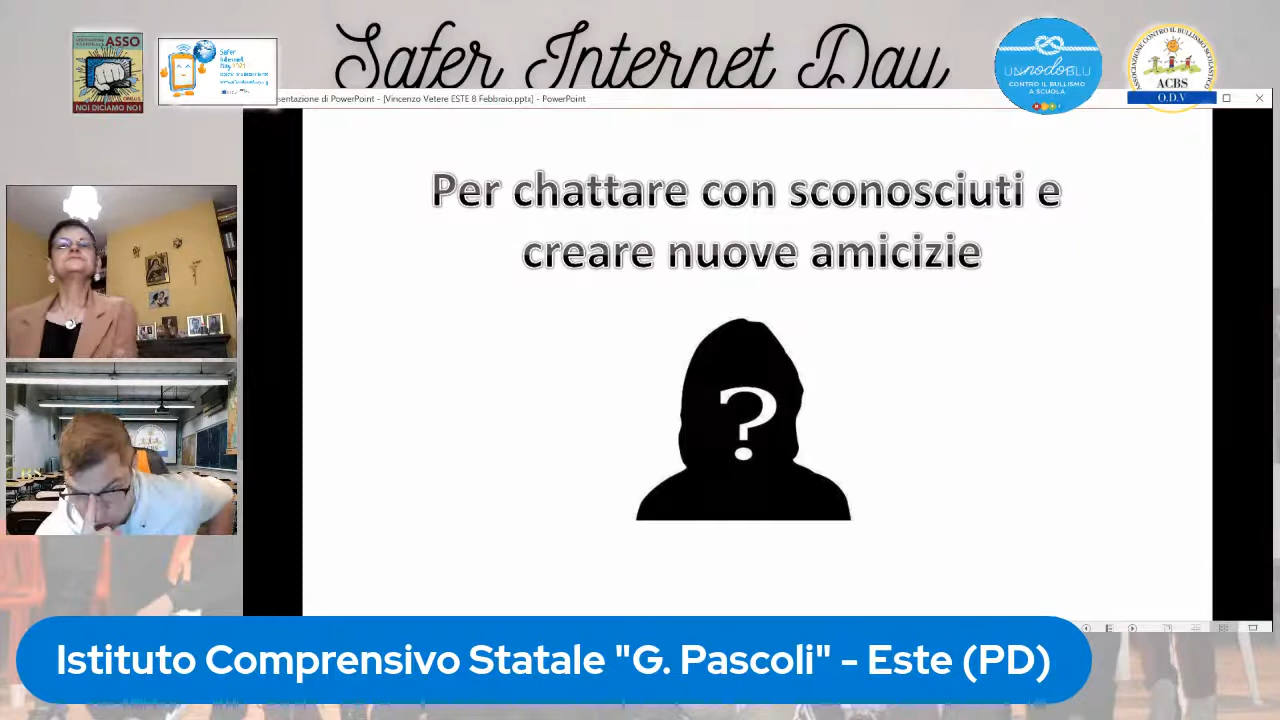 Safer Internet Day
ASSO
NOI DICIAMO NO!
Safer
Internet
Day 2021
UN nodo BLU
CONTRO IL BULLISMO
A SCUOLA
ASSOCIAZIONE CONTRO IL BULLISMO SCOLASTICO
ACBS
O.D.V
sentazione di PowerPoint - [Vincenzo Vetere ESTE 8 Febbraio.pptx] - PowerPoint
Per chattare con sconosciuti e
creare nuove amicizie
?
ACBS
Istituto Comprensivo Statale "G. Pascoli" - Este (PD)